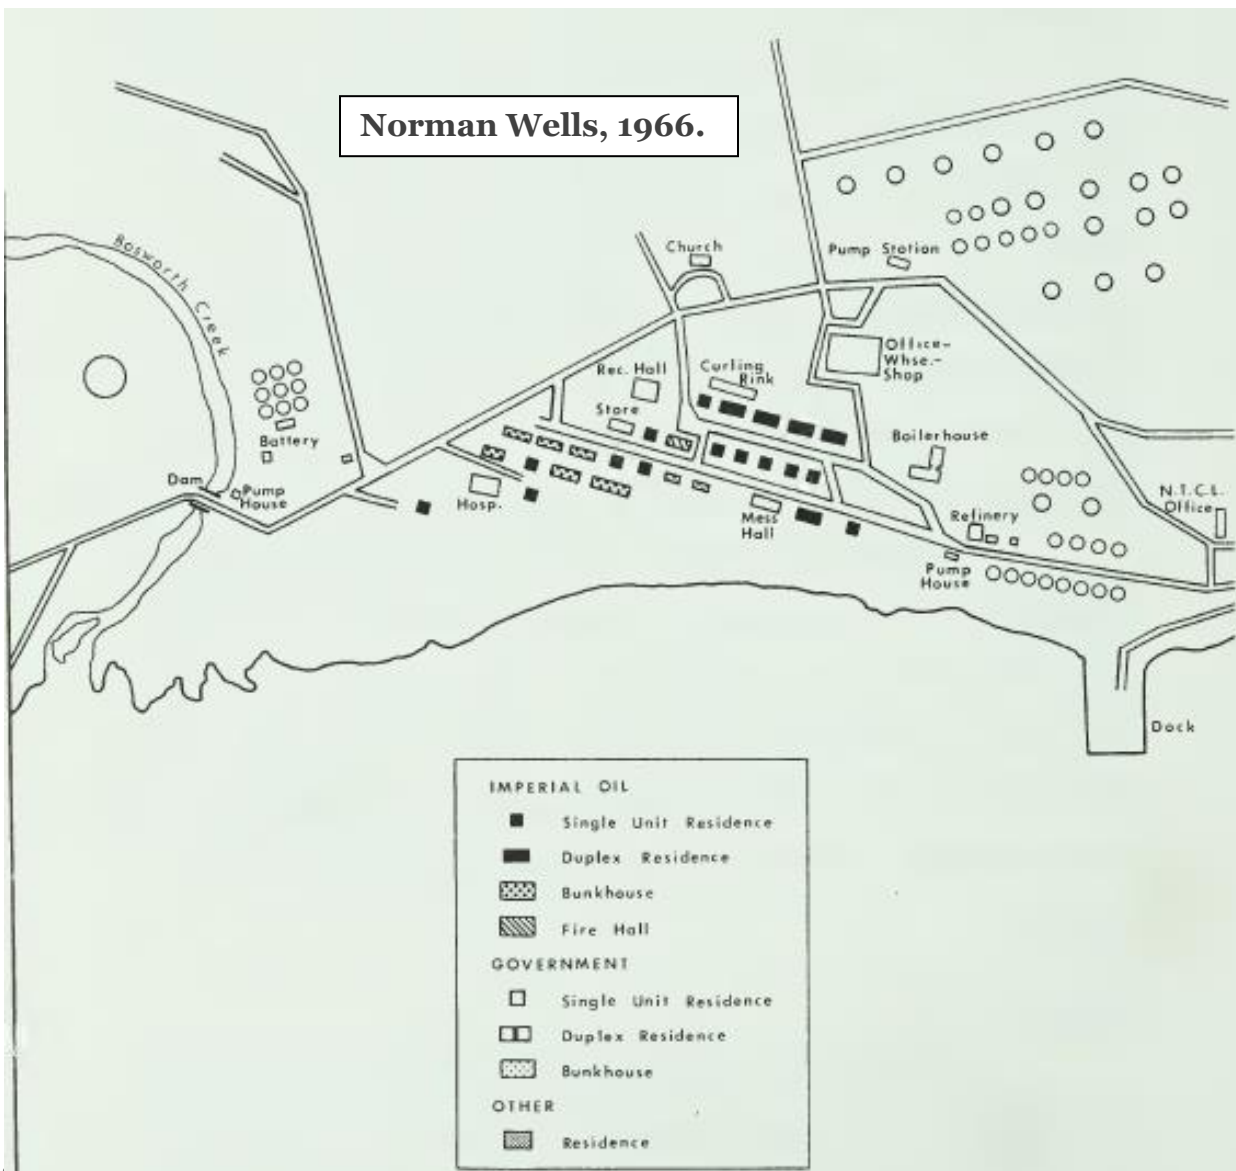 Norman Wells, 1966.
Bosworth Creek
Church
Pump Station
Office-
Whse.-
Shop
Rec. Hall
Curling
Rink
Store
Battery
Boilerhouse
Dam
Pump
House
Hosp.
Mess
Hall
Refinery
N.T.C.L.
Office
Pump
House
Dock
IMPERIAL OIL
Single Unit Residence
Duplex Residence
Bunkhouse
Fire Hall
GOVERNMENT
Single Unit Residence
Duplex Residence
Bunkhouse
OTHER
Residence